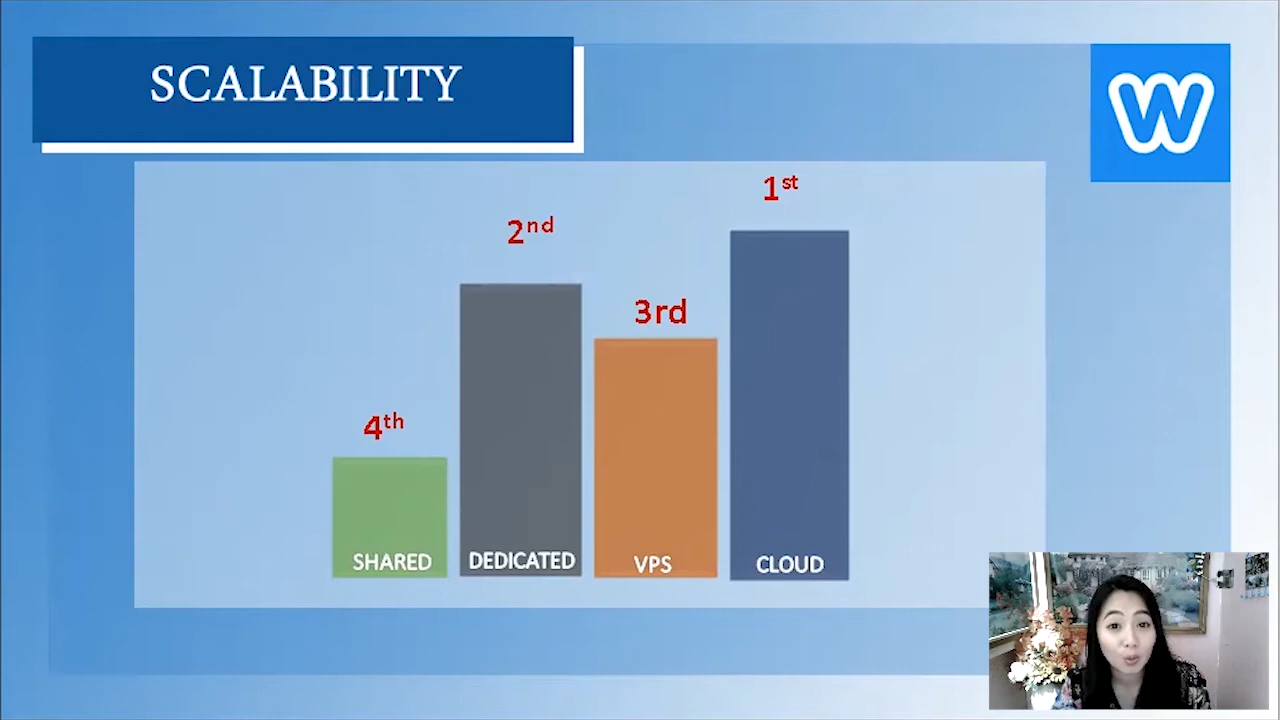 SCALABILITY
W
1st
2nd
3rd
4th
SHARED
DEDICATED
VPS
CLOUD